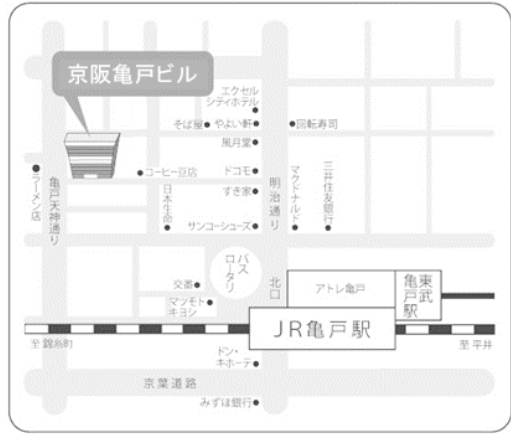 京阪亀戸ビル
エクセル
シティホテル
そば屋
やよい軒
回転寿司
風月堂
コーヒー豆店
ドコモ
ラーメン店
亀戸天神通り
日本生命
すき家
明治通り
マクドナルド
三井住友銀行
サンコーシューズ
バス
ロータリー
北口
交番
マツモト
キヨシ
アトレ亀戸
東武
亀戸駅
JR亀戸駅
至 錦糸町
至 平井
ドン・
キホーテ
京葉道路
みずほ銀行